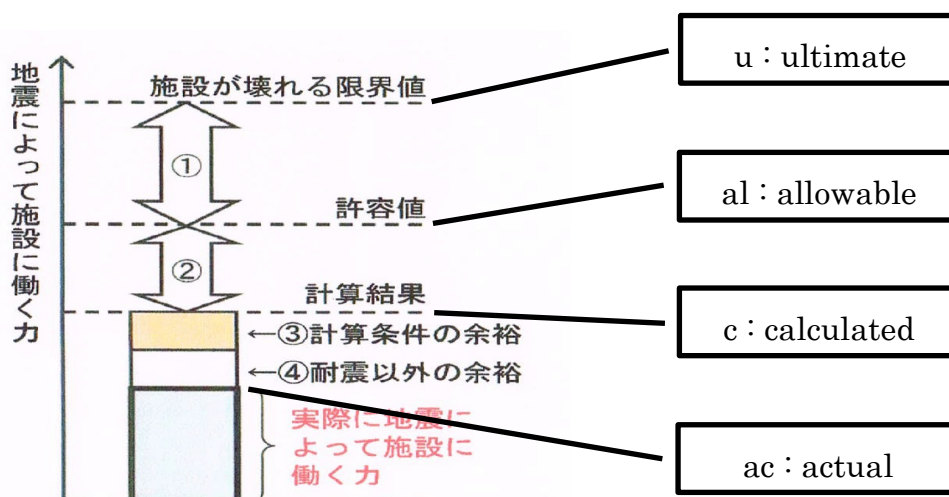 地震によって施設に働く力
施設が壊れる限界値
①
許容値
②
計算結果
←③計算条件の余裕
←④耐震以外の余裕
実際に地震に
よって施設に
働く力
u：ultimate
al：allowable
c：calculated
ac：actual